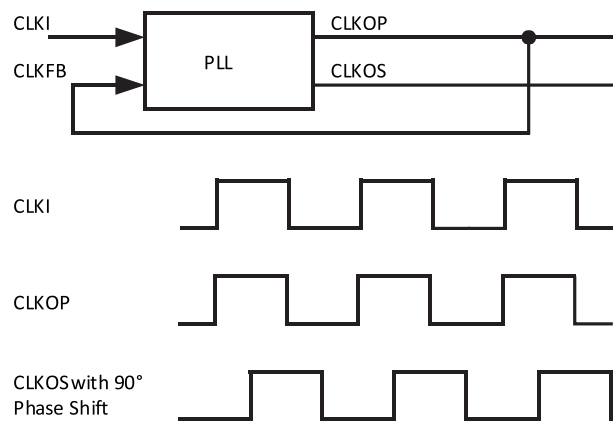 CLKI
CLKOP
CLKFB
PLL
CLKOS
CLKI
CLKOP
CLKOS with 90°
Phase Shift